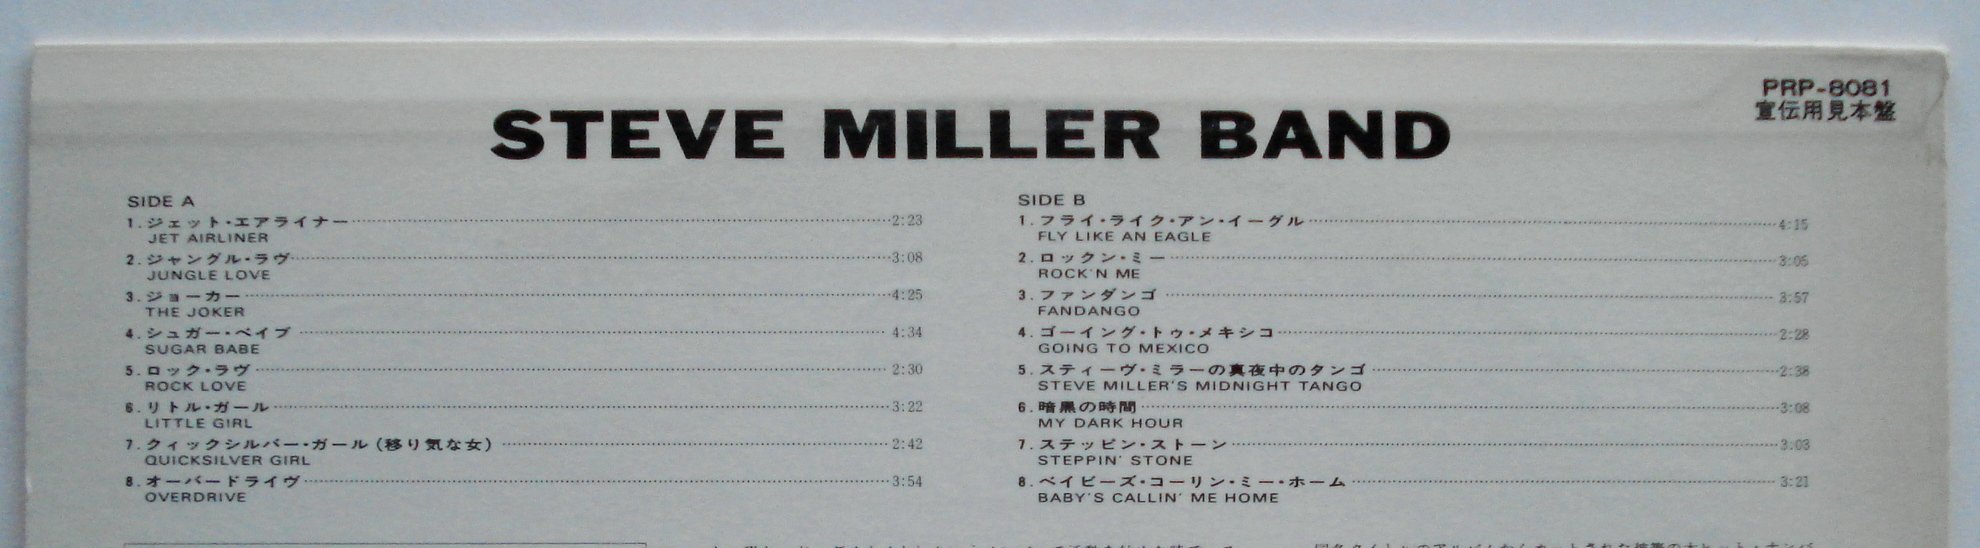 PRP-8081
宣伝用見本盤
STEVE MILLER BAND
SIDE A
1. ジェット・エアライナー 2:23
JET AIRLINER
2. ジャングル・ラヴ 3:08
JUNGLE LOVE
3. ジョーカー 4:25
THE JOKER
4. シュガー・ベイブ 4:34
SUGAR BABE
5. ロック・ラヴ 2:30
ROCK LOVE
6. リトル・ガール 3:22
LITTLE GIRL
7. クィックシルバー・ガール (移り気な女) 2:42
QUICKSILVER GIRL
8. オーバードライヴ 3:54
OVERDRIVE
SIDE B
1. フライ・ライク・アン・イーグル 4:15
FLY LIKE AN EAGLE
2. ロックン・ミー 3:05
ROCK'N ME
3. ファンダンゴ 3:57
FANDANGO
4. ゴーイング・トゥ・メキシコ 2:28
GOING TO MEXICO
5. スティーヴ・ミラーの真夜中のタンゴ 2:38
STEVE MILLER'S MIDNIGHT TANGO
6. 暗黒の時間 3:08
MY DARK HOUR
7. ステッピン・ストーン 3:03
STEPPIN' STONE
8. ベイビーズ・コーリン・ミー・ホーム 3:21
BABY'S CALLIN' ME HOME